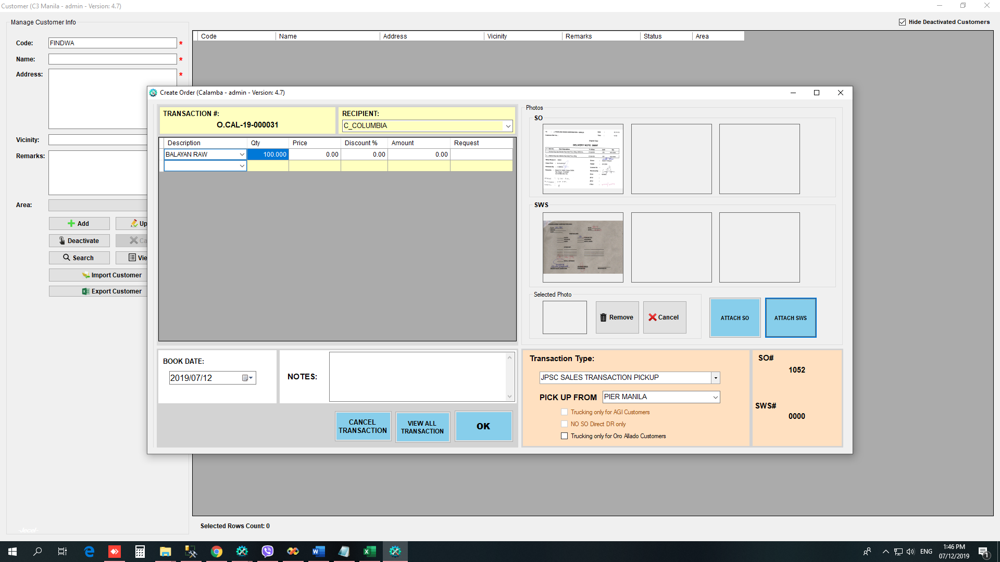 Customer (C3 Manila - admin - Version: 4.7)
Manage Customer Info
Hide Deactivated Customers
Code: FINDWA *
Name: *
Address: *
Vicinity:
Remarks:
Area:
Add
Up
Deactivate
Ca
Search
Vie
Import Customer
Export Customer
Code Name Address Vicinity Remarks Status Area
Create Order (Calamba - admin - Version: 4.7)
TRANSACTION #:
O.CAL-19-000031
RECIPIENT:
C_COLUMBIA
Description Qty Price Discount % Amount Request
BALAYAN RAW 100.000 0.00 0.00 0.00
BOOK DATE:
2019/07/12
NOTES:
CANCEL TRANSACTION
VIEW ALL TRANSACTION
OK
Photos
SO
DELIVERY NOTE
SWS
Selected Photo
Remove
Cancel
ATTACH SO
ATTACH SWS
Transaction Type:
JPSC SALES TRANSACTION PICKUP
PICK UP FROM PIER MANILA
Trucking only for AGI Customers
NO SO Direct DR only
Trucking only for Oro Allado Customers
SO#
1052
SWS#
0000
Selected Rows Count: 0
-Jecel-
ENG
1:46 PM
07/12/2019
1